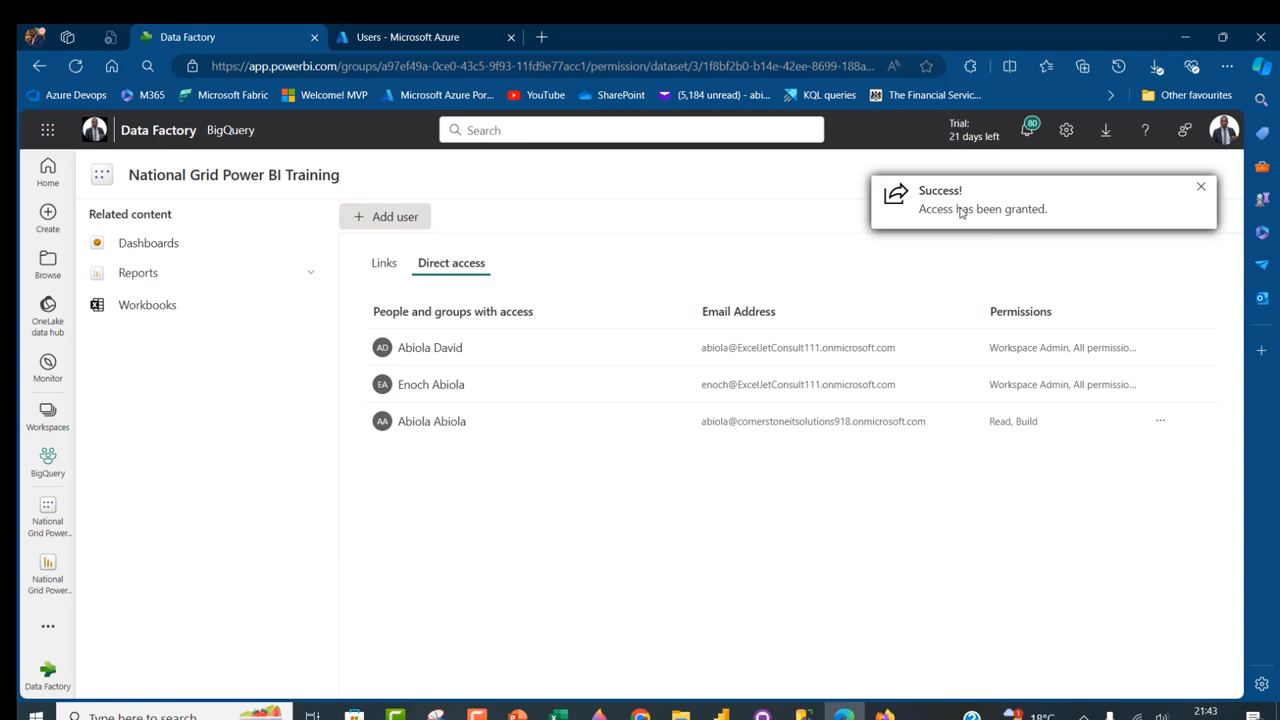 Data Factory
Users - Microsoft Azure
https://app.powerbi.com/groups/a97ef49a-0ce0-43c5-9f93-11fd9e77acc1/permission/dataset/3/1f8bf2b0-b14e-42ee-8699-188a...
Azure Devops
M365
Microsoft Fabric
Welcome! MVP
Microsoft Azure Por...
YouTube
SharePoint
(5,184 unread) - abi...
KQL queries
The Financial Servic...
Other favourites
Data Factory BigQuery
Search
Trial:
21 days left
80
National Grid Power BI Training
Success!
Access has been granted.
Related content
Dashboards
Reports
Workbooks
Add user
Links
Direct access
People and groups with access
Email Address
Permissions
AD Abiola David abiola@ExcelJetConsult111.onmicrosoft.com Workspace Admin, All permissio...
EA Enoch Abiola enoch@ExcelJetConsult111.onmicrosoft.com Workspace Admin, All permissio...
AA Abiola Abiola abiola@cornerstoneitsolutions918.onmicrosoft.com Read, Build
Home
Create
Browse
OneLake
data hub
Monitor
Workspaces
BigQuery
National
Grid Power..
National
Grid Power..
Data Factory
Type here to search
18°C
21:43